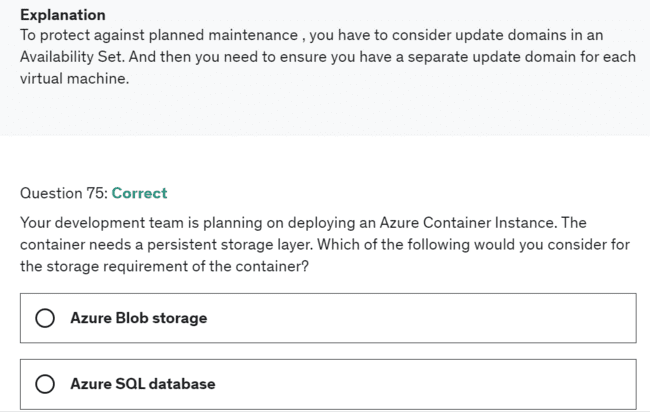 Explanation
To protect against planned maintenance , you have to consider update domains in an
Availability Set. And then you need to ensure you have a separate update domain for each
virtual machine.
Question 75: Correct
Your development team is planning on deploying an Azure Container Instance. The
container needs a persistent storage layer. Which of the following would you consider for
the storage requirement of the container?
Azure Blob storage
Azure SQL database